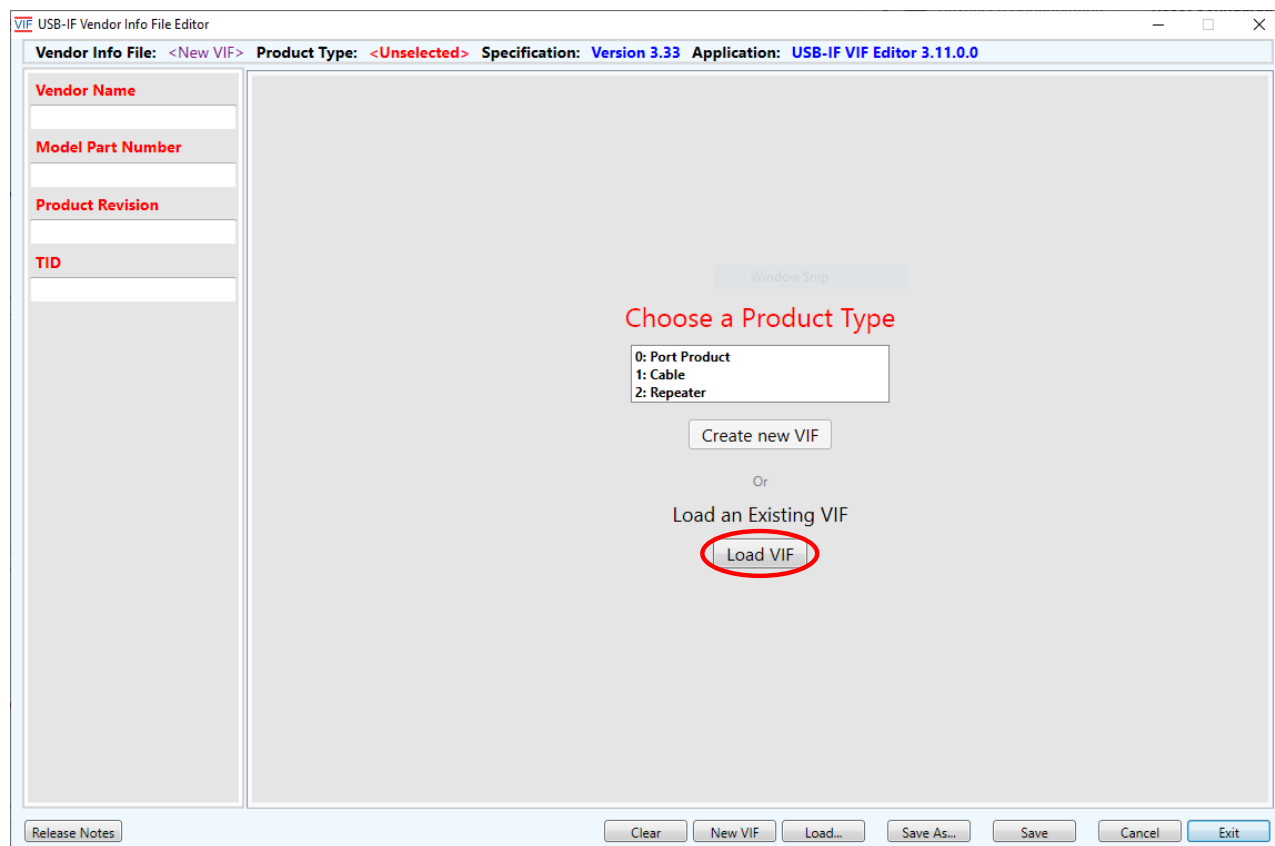 VIF USB-IF Vendor Info File Editor
Vendor Info File: <New VIF> Product Type: <Unselected> Specification: Version 3.33 Application: USB-IF VIF Editor 3.11.0.0
Vendor Name
Model Part Number
Product Revision
TID
Window Snip
Choose a Product Type
0: Port Product
1: Cable
2: Repeater
Create new VIF
Or
Load an Existing VIF
Load VIF
Release Notes Clear New VIF Load... Save As... Save Cancel Exit